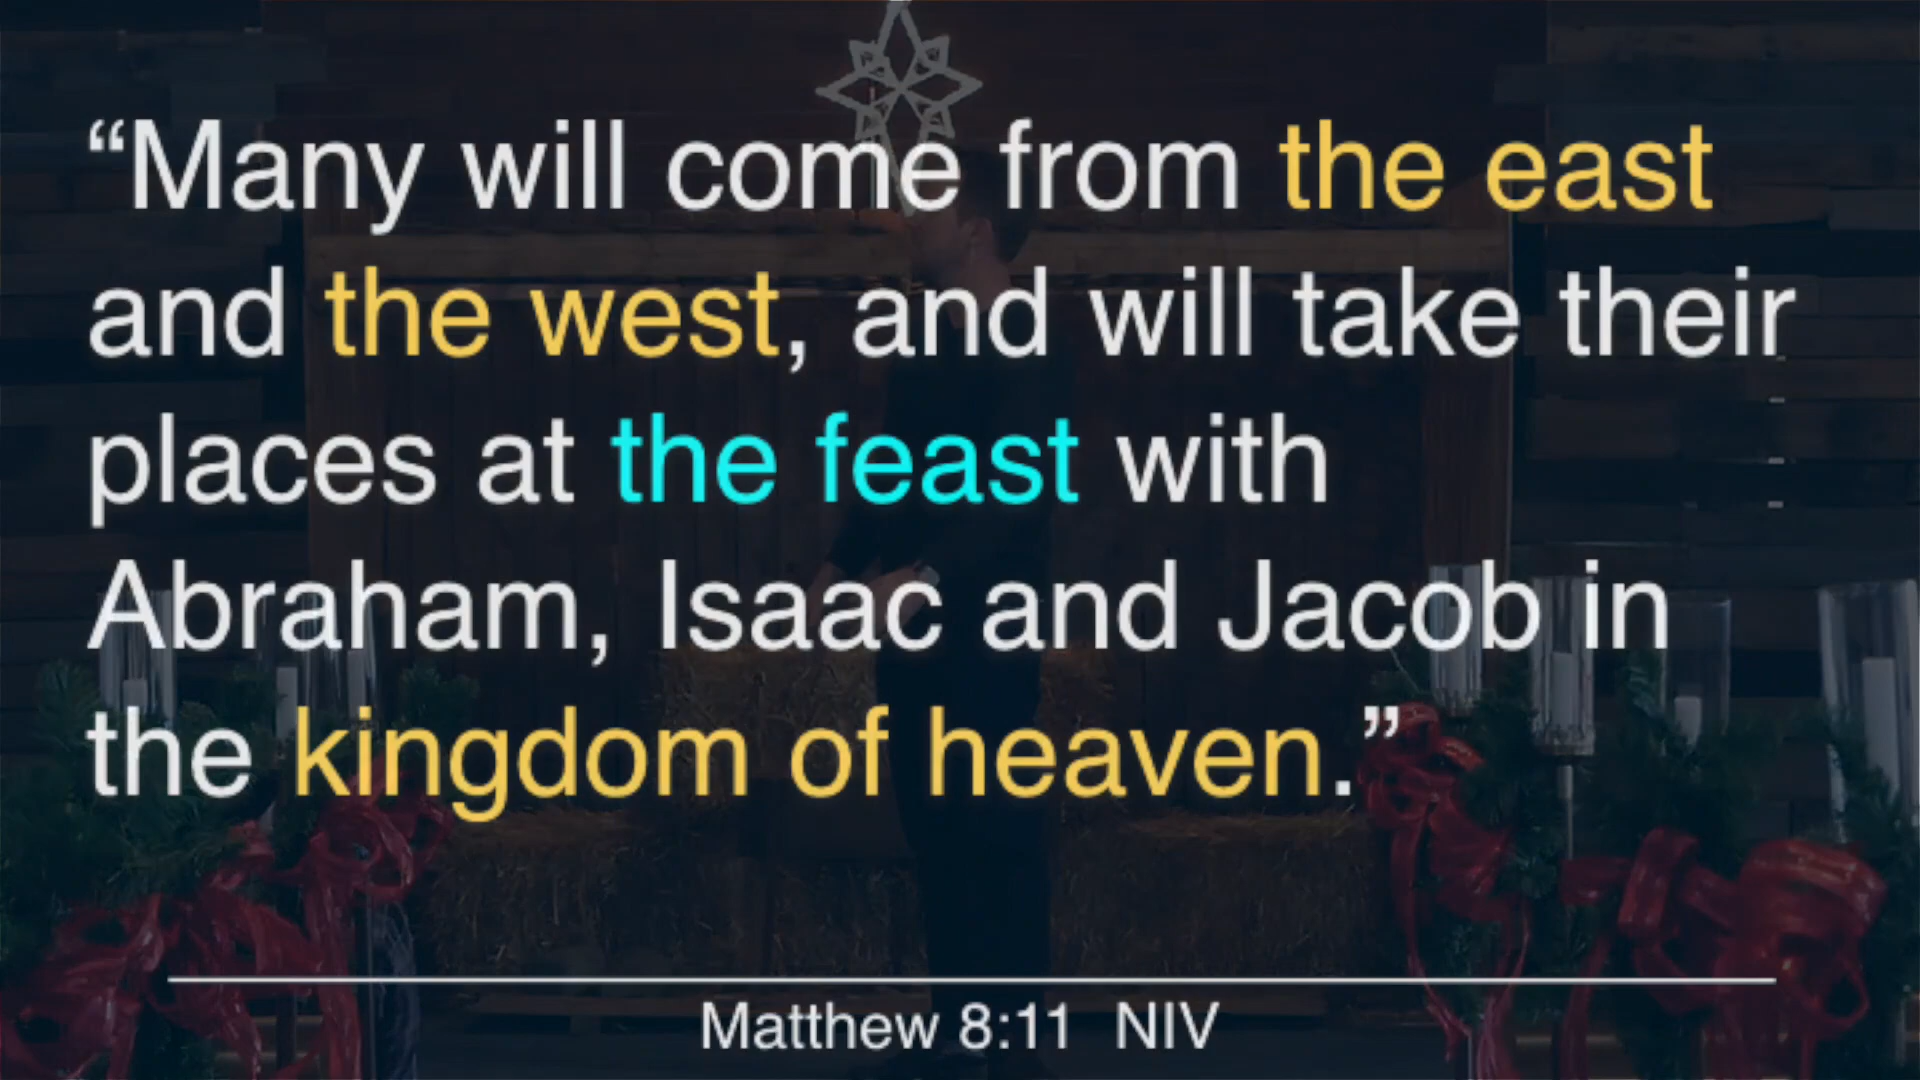 “Many will come from the east
and the west, and will take their
places at the feast with
Abraham, Isaac and Jacob in
the kingdom of heaven.”
Matthew 8:11 NIV